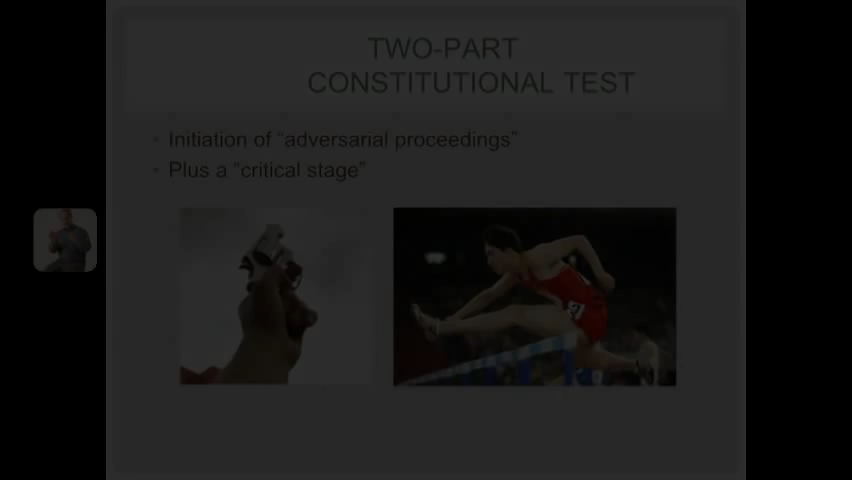 TWO-PART
CONSTITUTIONAL TEST
• Initiation of “adversarial proceedings”
• Plus a “critical stage”